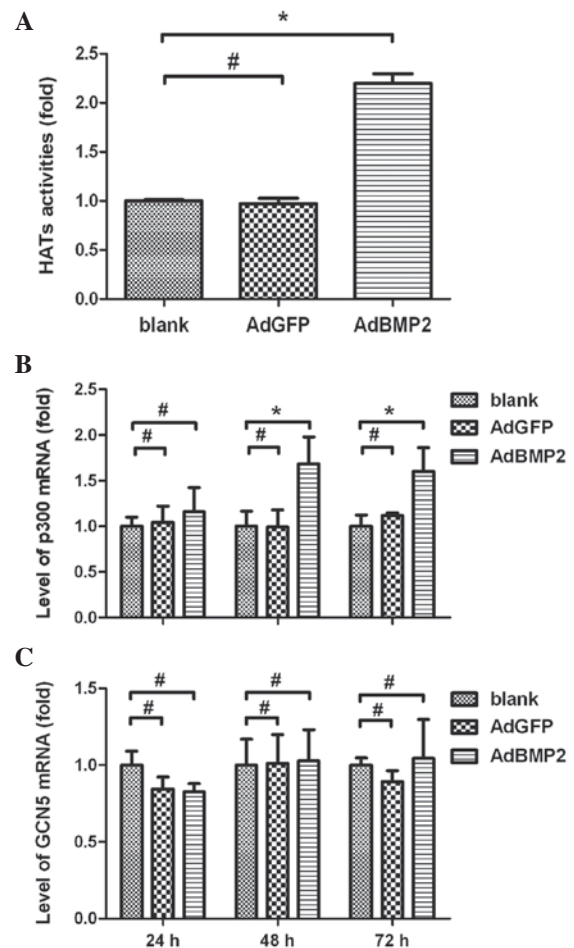 A
HATs activities (fold)
2.5
2.0
1.5
1.0
0.5
0.0
*
#
blank AdGFP AdBMP2
B
Level of p300 mRNA (fold)
2.5
2.0
1.5
1.0
0.5
0.0
# * *
# # #
blank
AdGFP
AdBMP2
C
Level of GCN5 mRNA (fold)
1.5
1.0
0.5
0.0
# # #
# # #
blank
AdGFP
AdBMP2
24 h 48 h 72 h